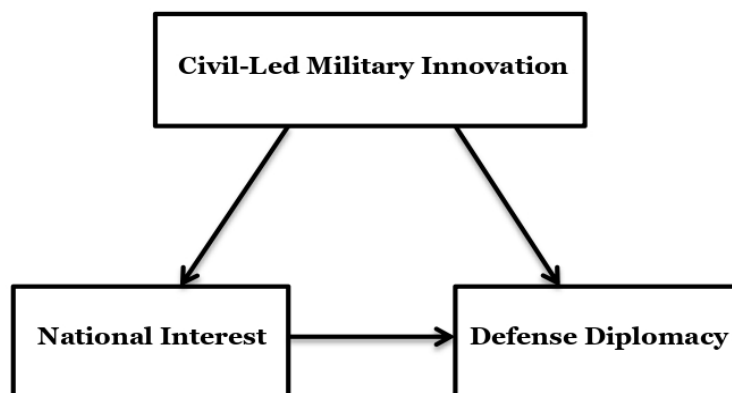 Civil-Led Military Innovation
National Interest
Defense Diplomacy